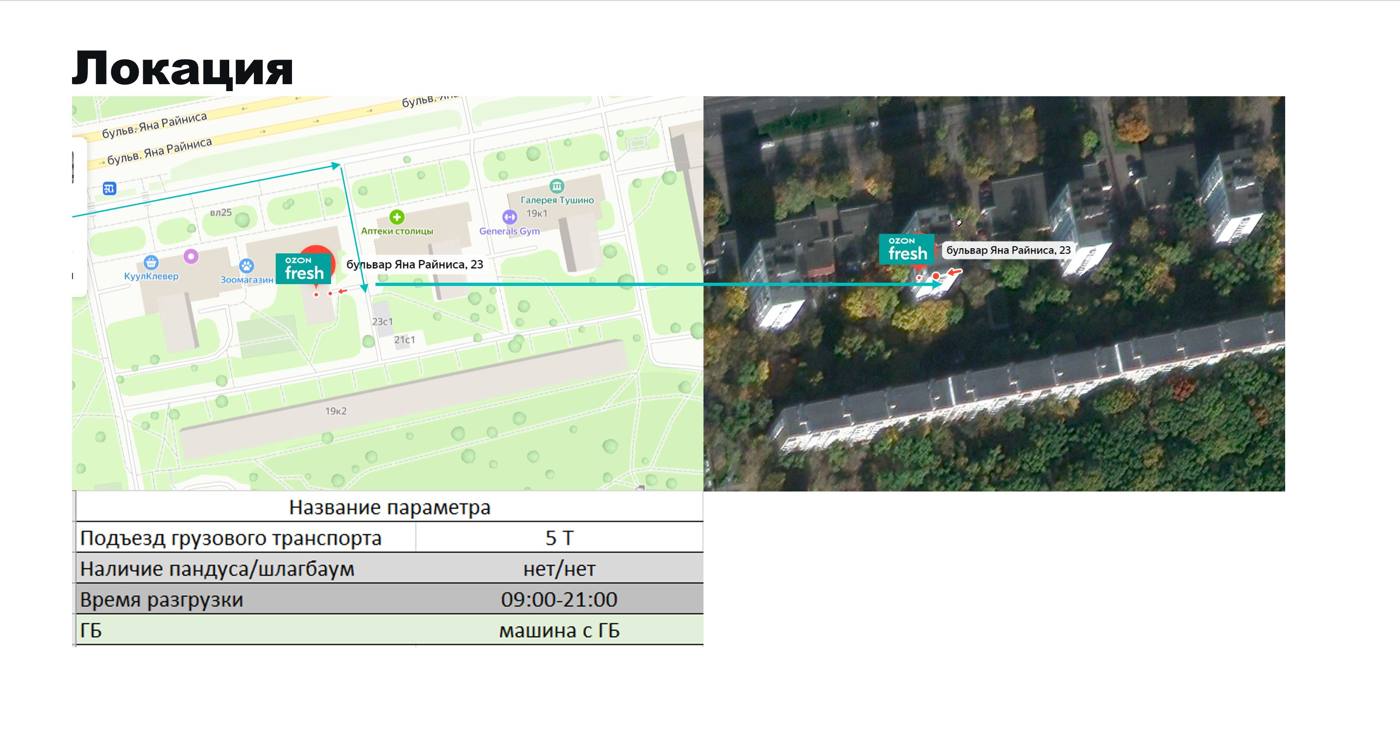 Локация
бульв. Яна Райниса
бульв. Яна Райниса
бульв.
вл25
Галерея Тушино
19к1
Аптеки столицы
Generals Gym
КуулКлевер
Зоомагазин
OZON
fresh
бульвар Яна Райниса, 23
23с1
21с1
19к2
OZON
fresh
бульвар Яна Райниса, 23
Название параметра
Подъезд грузового транспорта 5 Т
Наличие пандуса/шлагбаум нет/нет
Время разгрузки 09:00-21:00
ГБ машина с ГБ